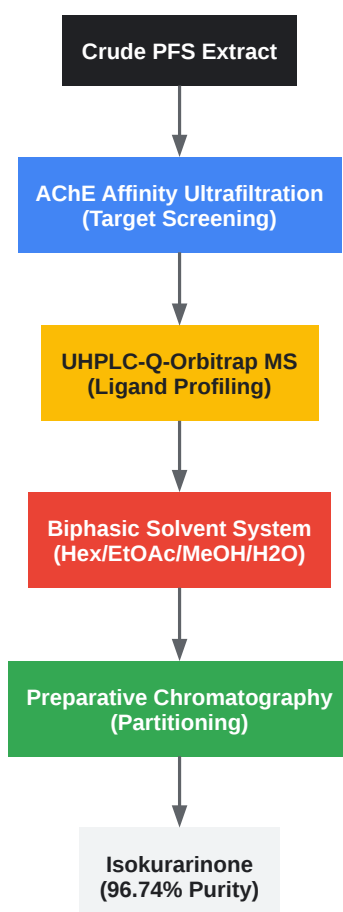 Crude PFS Extract
AChE Affinity Ultrafiltration
(Target Screening)
UHPLC-Q-Orbitrap MS
(Ligand Profiling)
Biphasic Solvent System
(Hex/EtOAc/MeOH/H2O)
Preparative Chromatography
(Partitioning)
Isokurarinone
(96.74% Purity)